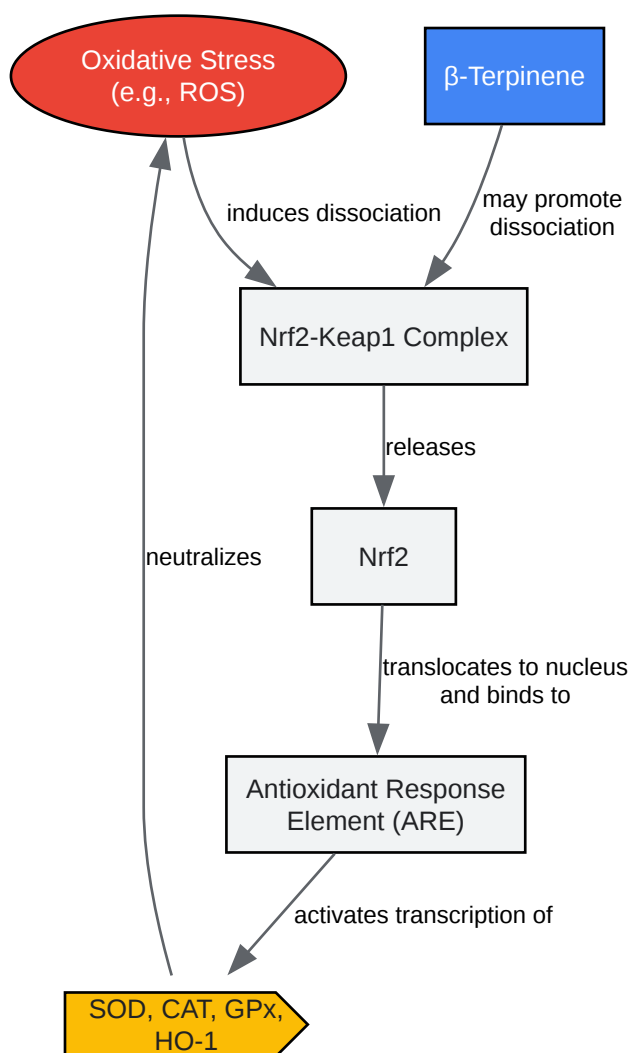 Oxidative Stress
(e.g., ROS)
β-Terpinene
induces dissociation
may promote
dissociation
Nrf2-Keap1 Complex
releases
neutralizes
Nrf2
translocates to nucleus
and binds to
Antioxidant Response
Element (ARE)
activates transcription of
SOD, CAT, GPx,
HO-1